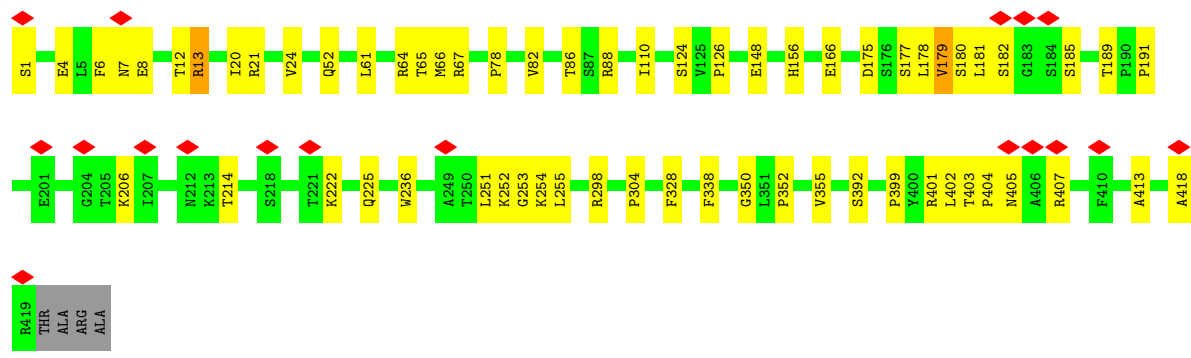 S1 E4 L5 F6 N7 E8 T12 R13 I20 R21 V24 Q52 L61 R64 T65 M66 R67 P78 V82 T86 S87 R88 I110 S124 V125 P126 E148 H156 E166 D175 S176 S177 L178 V179 S180 L181 S182 G183 S184 S185 T189 P190 P191
E201 G204 T205 K206 I207 N212 K213 T214 S218 T221 K222 Q225 W236 A249 T250 L251 K252 G253 K254 L255 R298 P304 F328 F338 G350 L351 P352 V355 S392 P399 Y400 R401 L402 T403 P404 N405 A406 R407 F410 A413 A418
R419 THR ALA ARG ALA